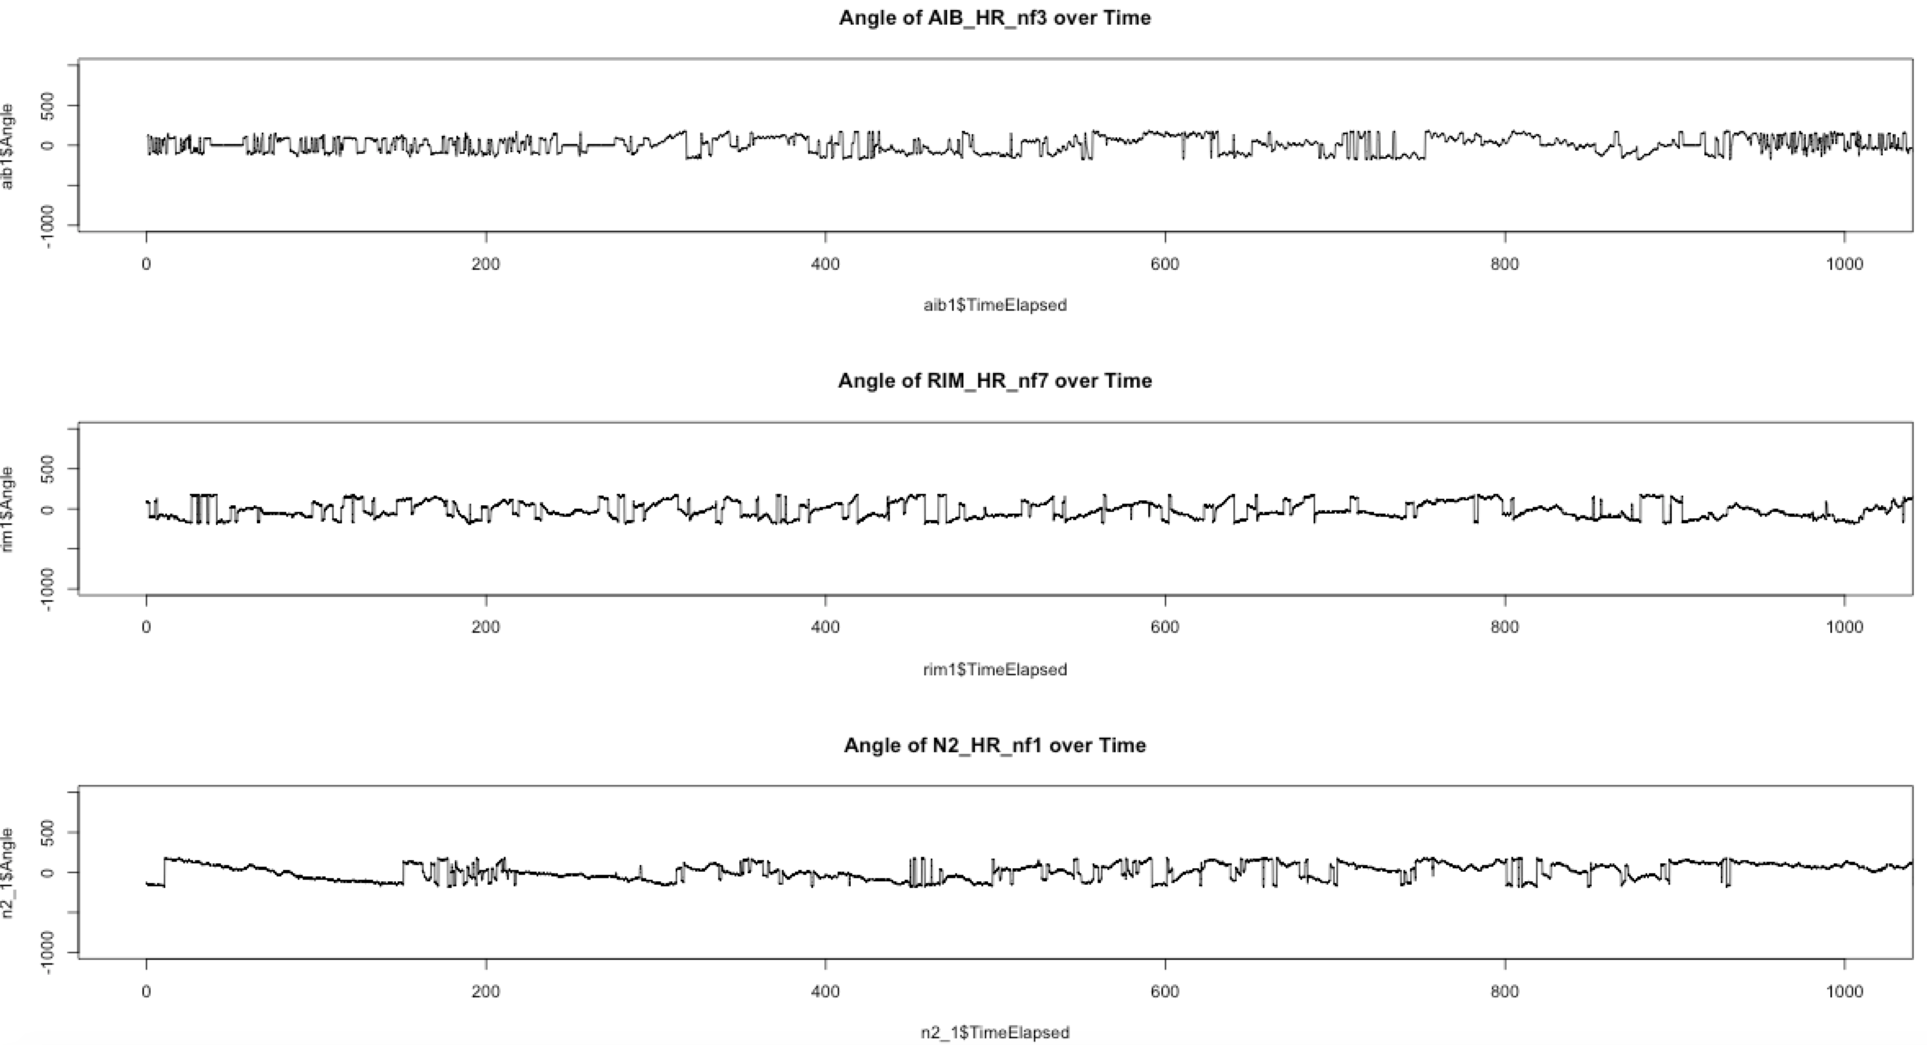 Angle of AIB_HR_nf3 over Time
aib1$Angle
500
0
-1000
0 200 400 600 800 1000
aib1$TimeElapsed
Angle of RIM_HR_nf7 over Time
rim1$Angle
500
0
-1000
0 200 400 600 800 1000
rim1$TimeElapsed
Angle of N2_HR_nf1 over Time
n2_1$Angle
500
0
-1000
0 200 400 600 800 1000
n2_1$TimeElapsed